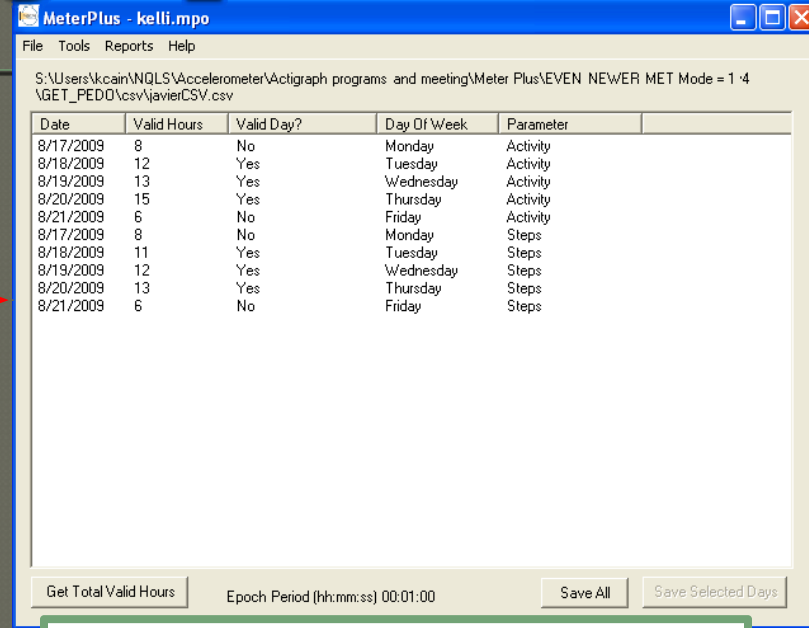 MeterPlus - kelli.mpo
File Tools Reports Help
S:\Users\kcain\NQLS\Accelerometer\Actigraph programs and meeting\Meter Plus\EVEN NEWER MET Mode = 1 ·4
\GET_PEDO\csv\javierCSV.csv
Date Valid Hours Valid Day? Day Of Week Parameter
8/17/2009 8 No Monday Activity
8/18/2009 12 Yes Tuesday Activity
8/19/2009 13 Yes Wednesday Activity
8/20/2009 15 Yes Thursday Activity
8/21/2009 6 No Friday Activity
8/17/2009 8 No Monday Steps
8/18/2009 11 Yes Tuesday Steps
8/19/2009 12 Yes Wednesday Steps
8/20/2009 13 Yes Thursday Steps
8/21/2009 6 No Friday Steps
Get Total Valid Hours Epoch Period (hh:mm:ss) 00:01:00 Save All Save Selected Days